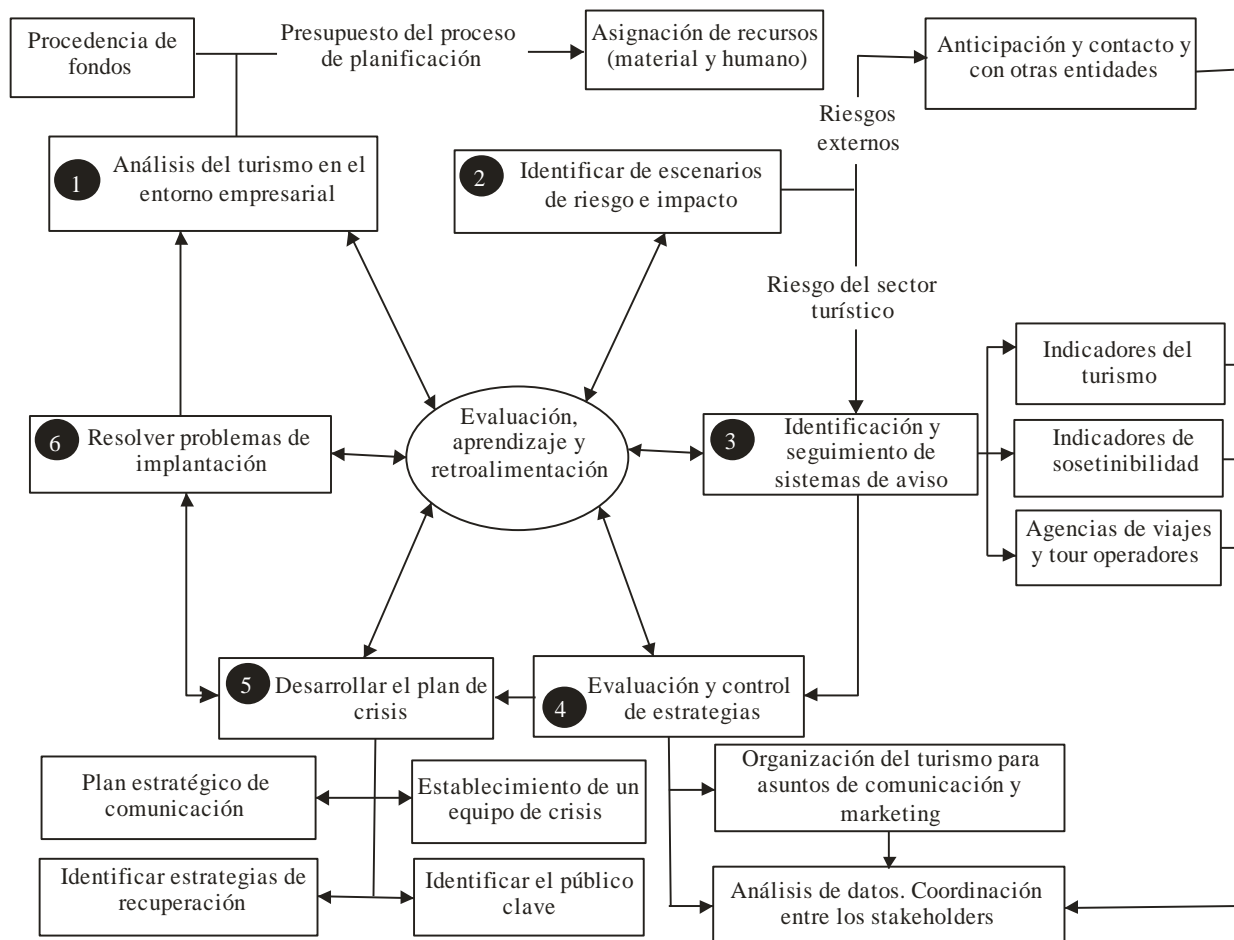 Procedencia de
fondos
Presupuesto del proceso
de planificación
Asignación de recursos
(material y humano)
Anticipación y contacto y
con otras entidades
Riesgos
externos
1
Análisis del turismo en el
entorno empresarial
2
Identificar de escenarios
de riesgo e impacto
Riesgo del sector
turístico
Indicadores del
turismo
6
Resolver problemas de
implantación
Evaluación,
aprendizaje y
retroalimentación
3
Identificación y
seguimiento de
sistemas de aviso
Indicadores de
sosetinibilidad
Agencias de viajes
y tour operadores
5
Desarrollar el plan de
crisis
4
Evaluación y control
de estrategias
Plan estratégico de
comunicación
Establecimiento de un
equipo de crisis
Organización del turismo para
asuntos de comunicación y
marketing
Identificar estrategias de
recuperación
Identificar el público
clave
Análisis de datos. Coordinación
entre los stakeholders